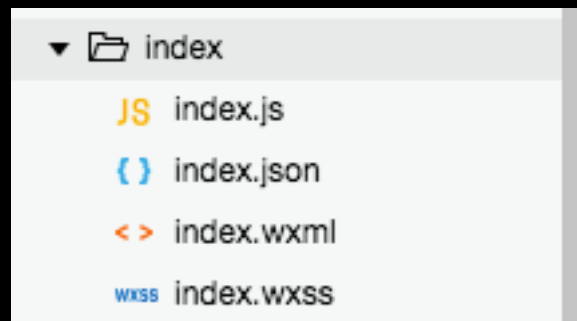 index
JS index.js
{ } index.json
< > index.wxml
wxss index.wxss